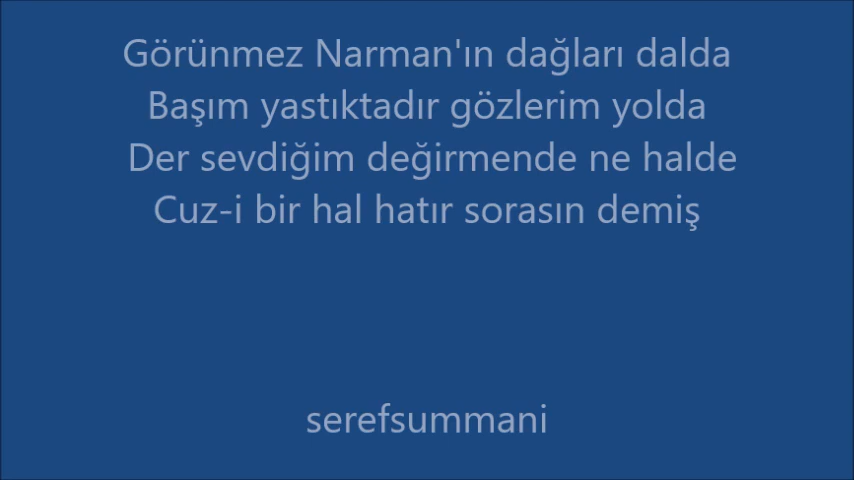 Görünmez Narman'ın dağları dalda
Başım yastıktadır gözlerim yolda
Der sevdiğim değirmende ne halde
Cuz-i bir hal hatır sorasın demiş
serefsummani